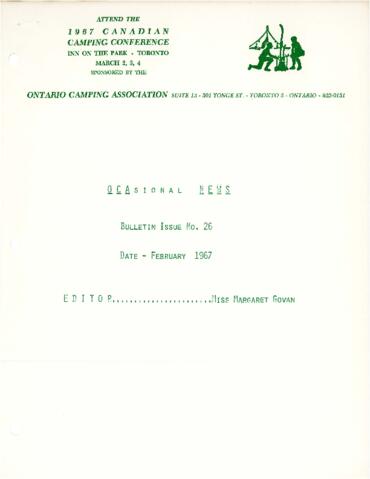 ATTEND THE
1967 CANADIAN
CAMPING CONFERENCE
INN ON THE PARK - TORONTO
MARCH 2, 3, 4
SPONSORED BY THE
ONTARIO CAMPING ASSOCIATION SUITE 13 - 501 YONGE ST. - TORONTO 5 - ONTARIO - 925-0151
OCASIONAL NEWS
BULLETIN ISSUE NO. 26
DATE - FEBRUARY 1967
EDITOR......................MISS MARGARET GOVAN